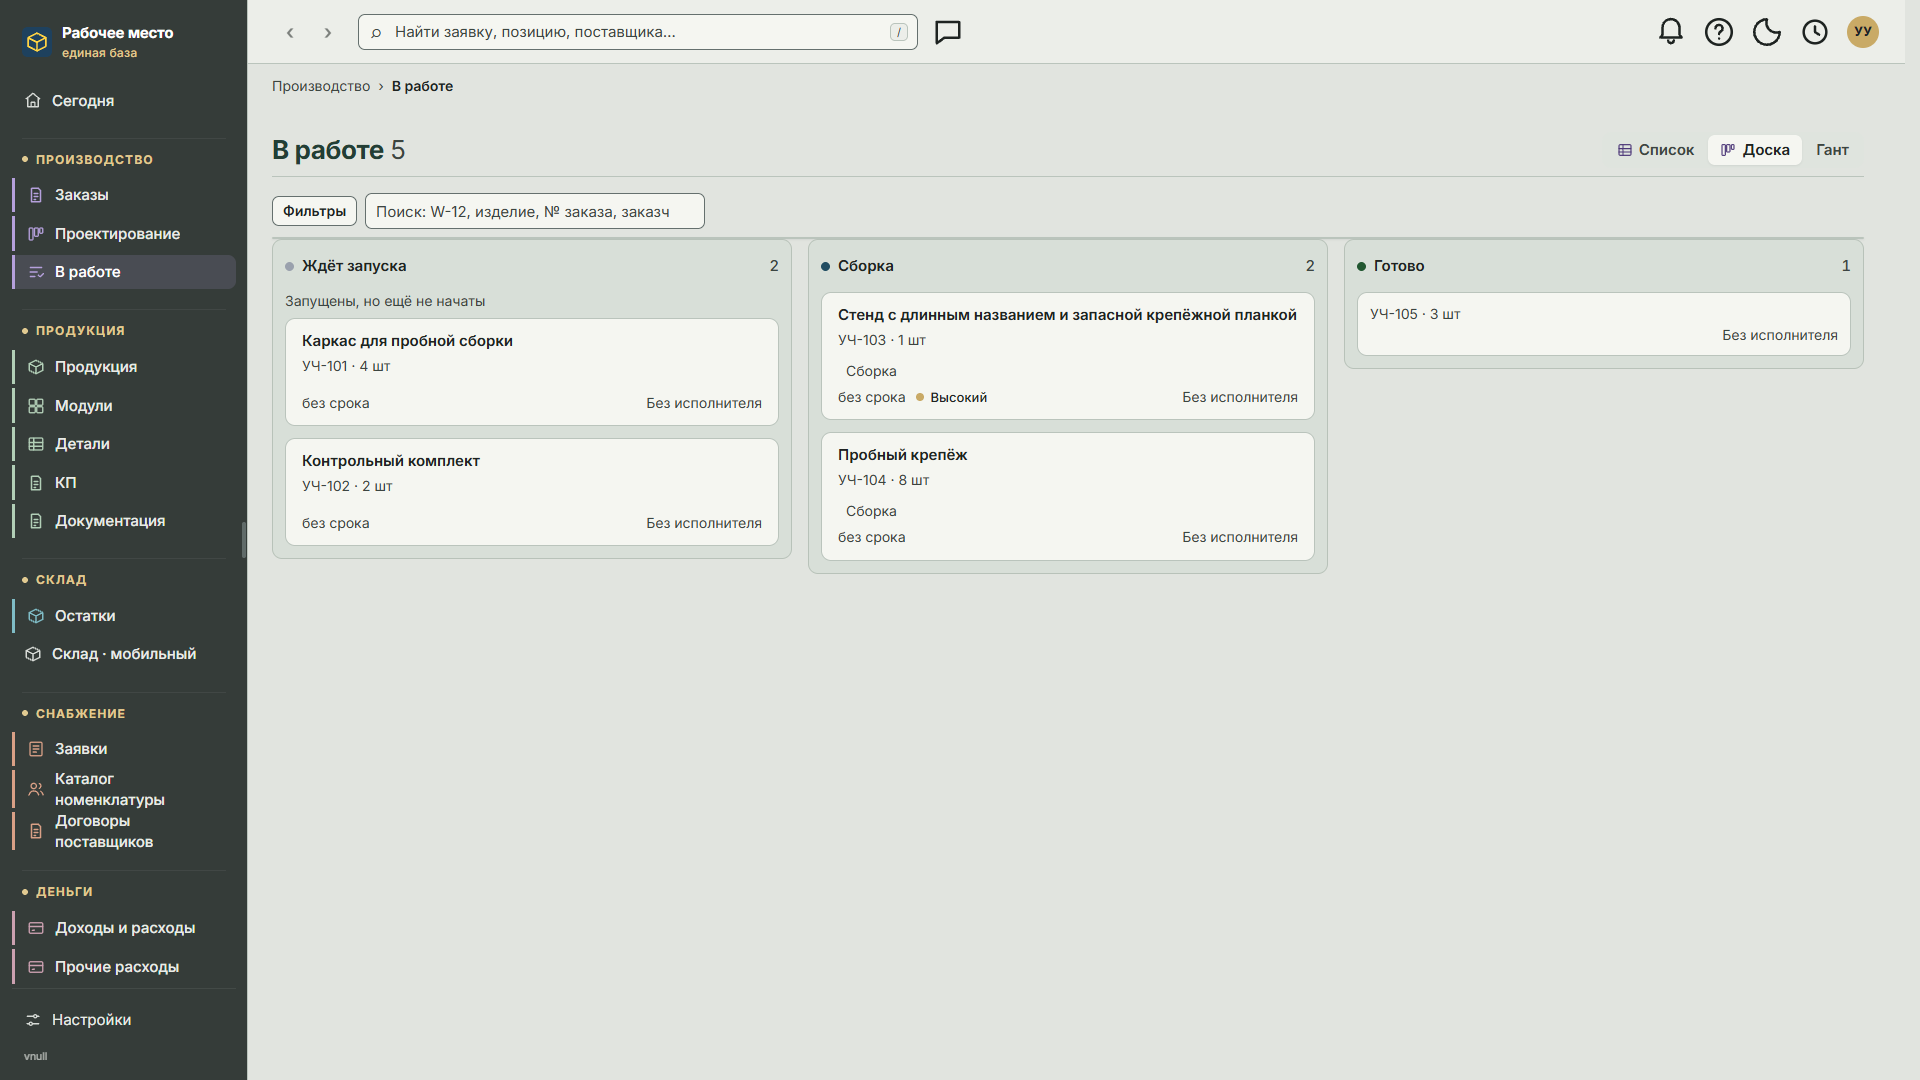 Рабочее место
единая база
Сегодня
ПРОИЗВОДСТВО
Заказы
Проектирование
В работе
ПРОДУКЦИЯ
Продукция
Модули
Детали
КП
Документация
СКЛАД
Остатки
Склад · мобильный
СНАБЖЕНИЕ
Заявки
Каталог
номенклатуры
Договоры
поставщиков
ДЕНЬГИ
Доходы и расходы
Прочие расходы
Настройки
vnull
Найти заявку, позицию, поставщика... /
УУ
Производство › В работе
В работе 5
Список Доска Гант
Фильтры
Поиск: W-12, изделие, № заказа, заказч
Ждёт запуска 2
Запущены, но ещё не начаты
Каркас для пробной сборки
УЧ-101 · 4 шт
без срока Без исполнителя
Контрольный комплект
УЧ-102 · 2 шт
без срока Без исполнителя
Сборка 2
Стенд с длинным названием и запасной крепёжной планкой
УЧ-103 · 1 шт
Сборка
без срока Высокий Без исполнителя
Пробный крепёж
УЧ-104 · 8 шт
Сборка
без срока Без исполнителя
Готово 1
УЧ-105 · 3 шт
Без исполнителя